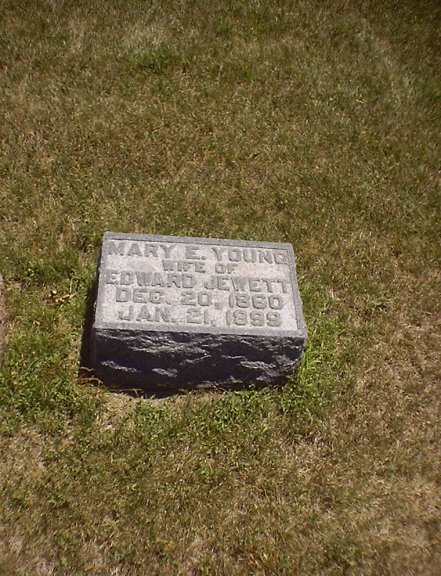 MARY E. YOUNG
WIFE OF
EDWARD JEWETT
DEC. 20, 1860
JAN. 21, 1899